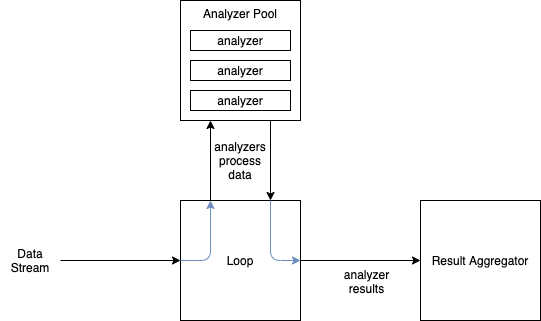 Analyzer Pool
analyzer
analyzer
analyzer
analyzers
process
data
Data
Stream
Loop
analyzer
results
Result Aggregator